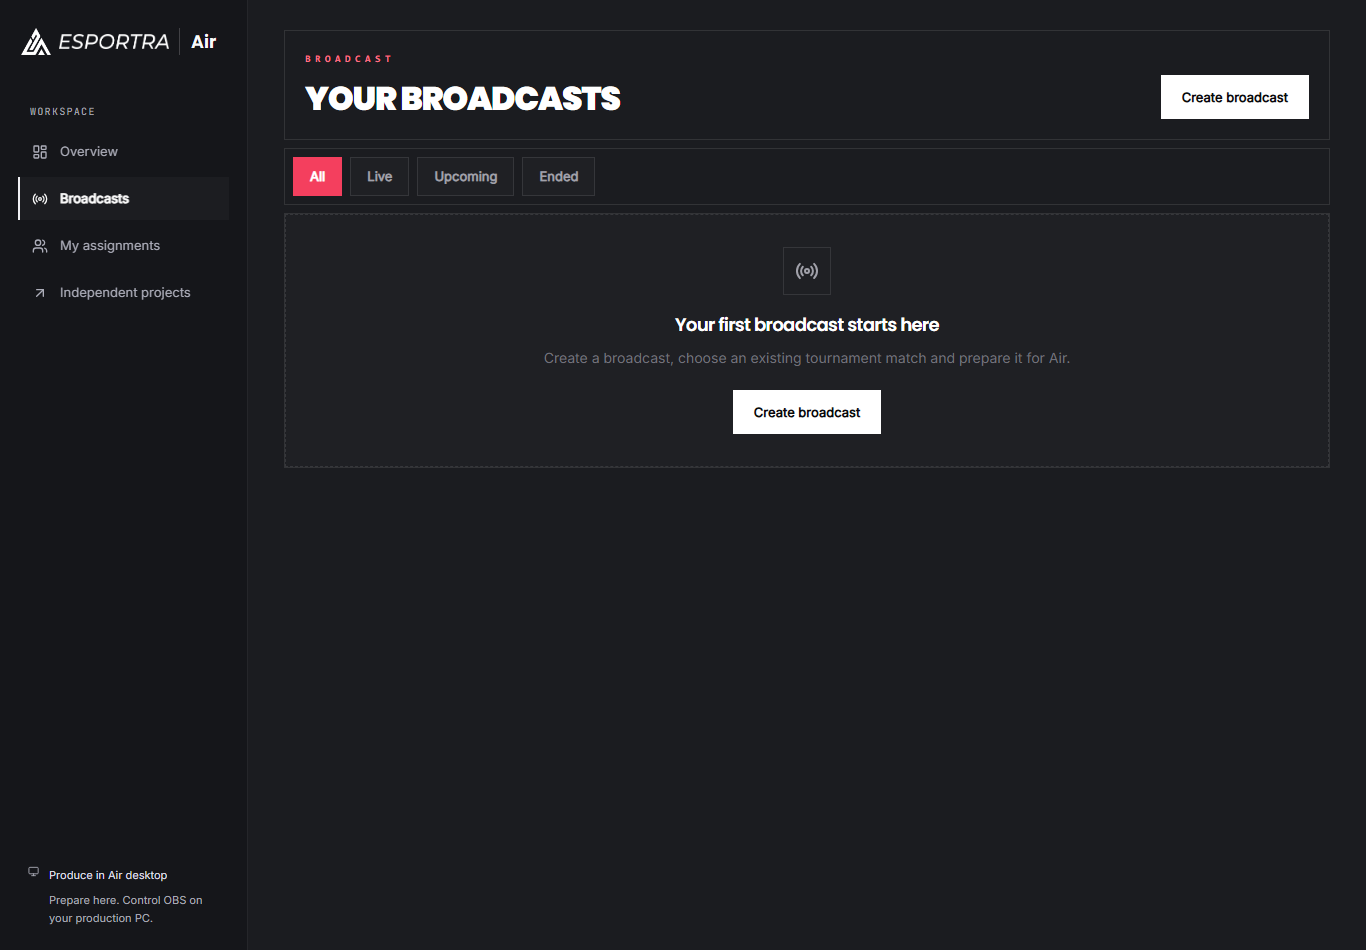 ESPORTRA Air
WORKSPACE
Overview
Broadcasts
My assignments
Independent projects
Produce in Air desktop
Prepare here. Control OBS on
your production PC.
BROADCAST
YOUR BROADCASTS
Create broadcast
All Live Upcoming Ended
Your first broadcast starts here
Create a broadcast, choose an existing tournament match and prepare it for Air.
Create broadcast